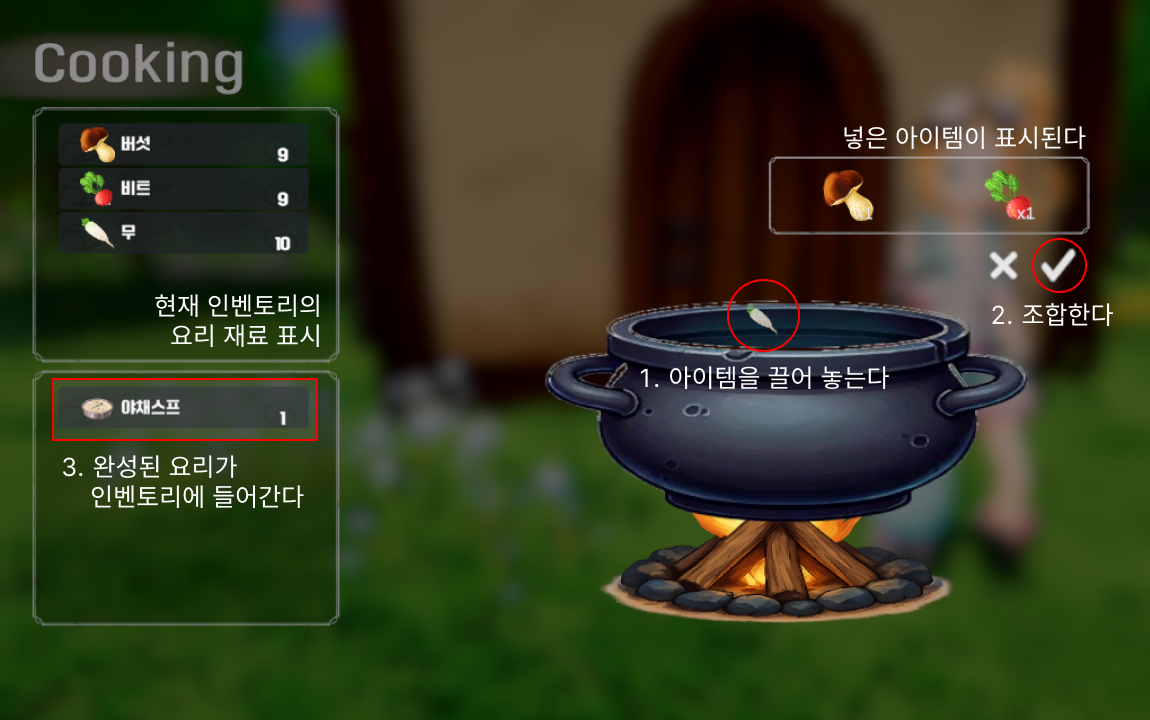 Cooking
버섯
9
비트
9
무
10
현재 인벤토리의
요리 재료 표시
야채스프
1
3. 완성된 요리가
인벤토리에 들어간다
넣은 아이템이 표시된다
x1
x1
2. 조합한다
1. 아이템을 끌어 놓는다